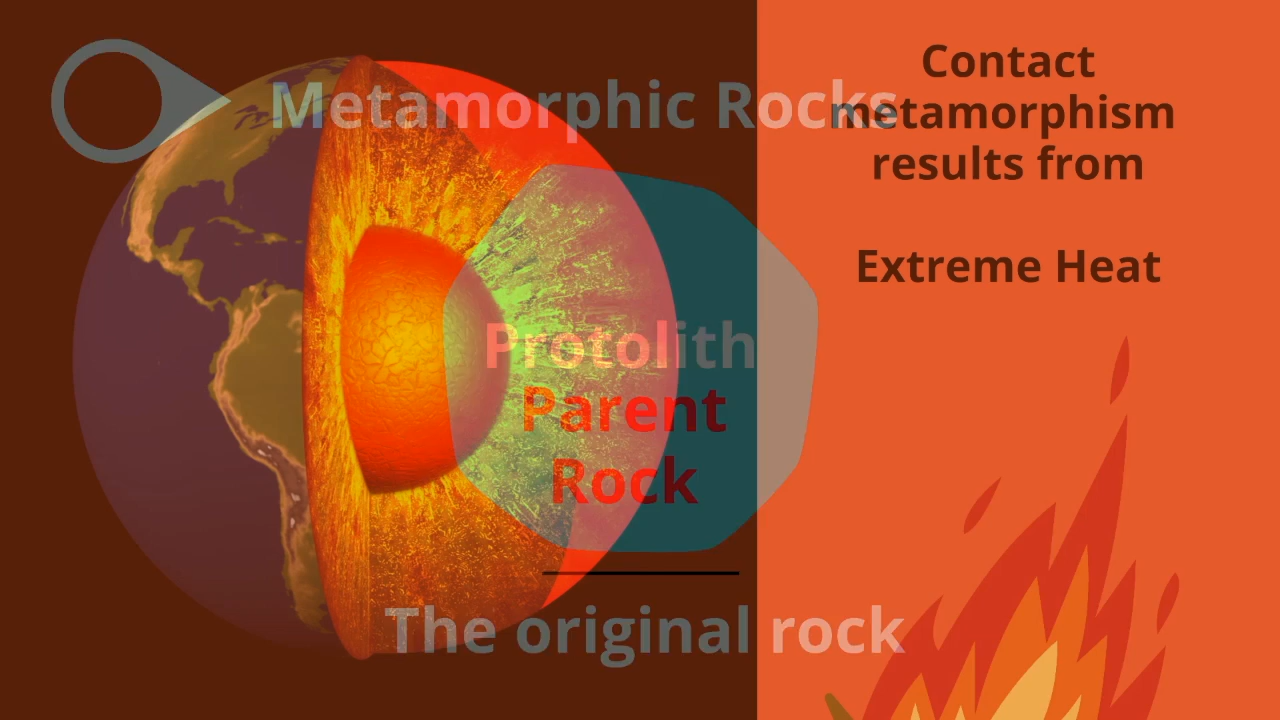 Metamorphic Rocks
Protolith
Parent
Rock
The original rock
Contact
metamorphism
results from
Extreme Heat